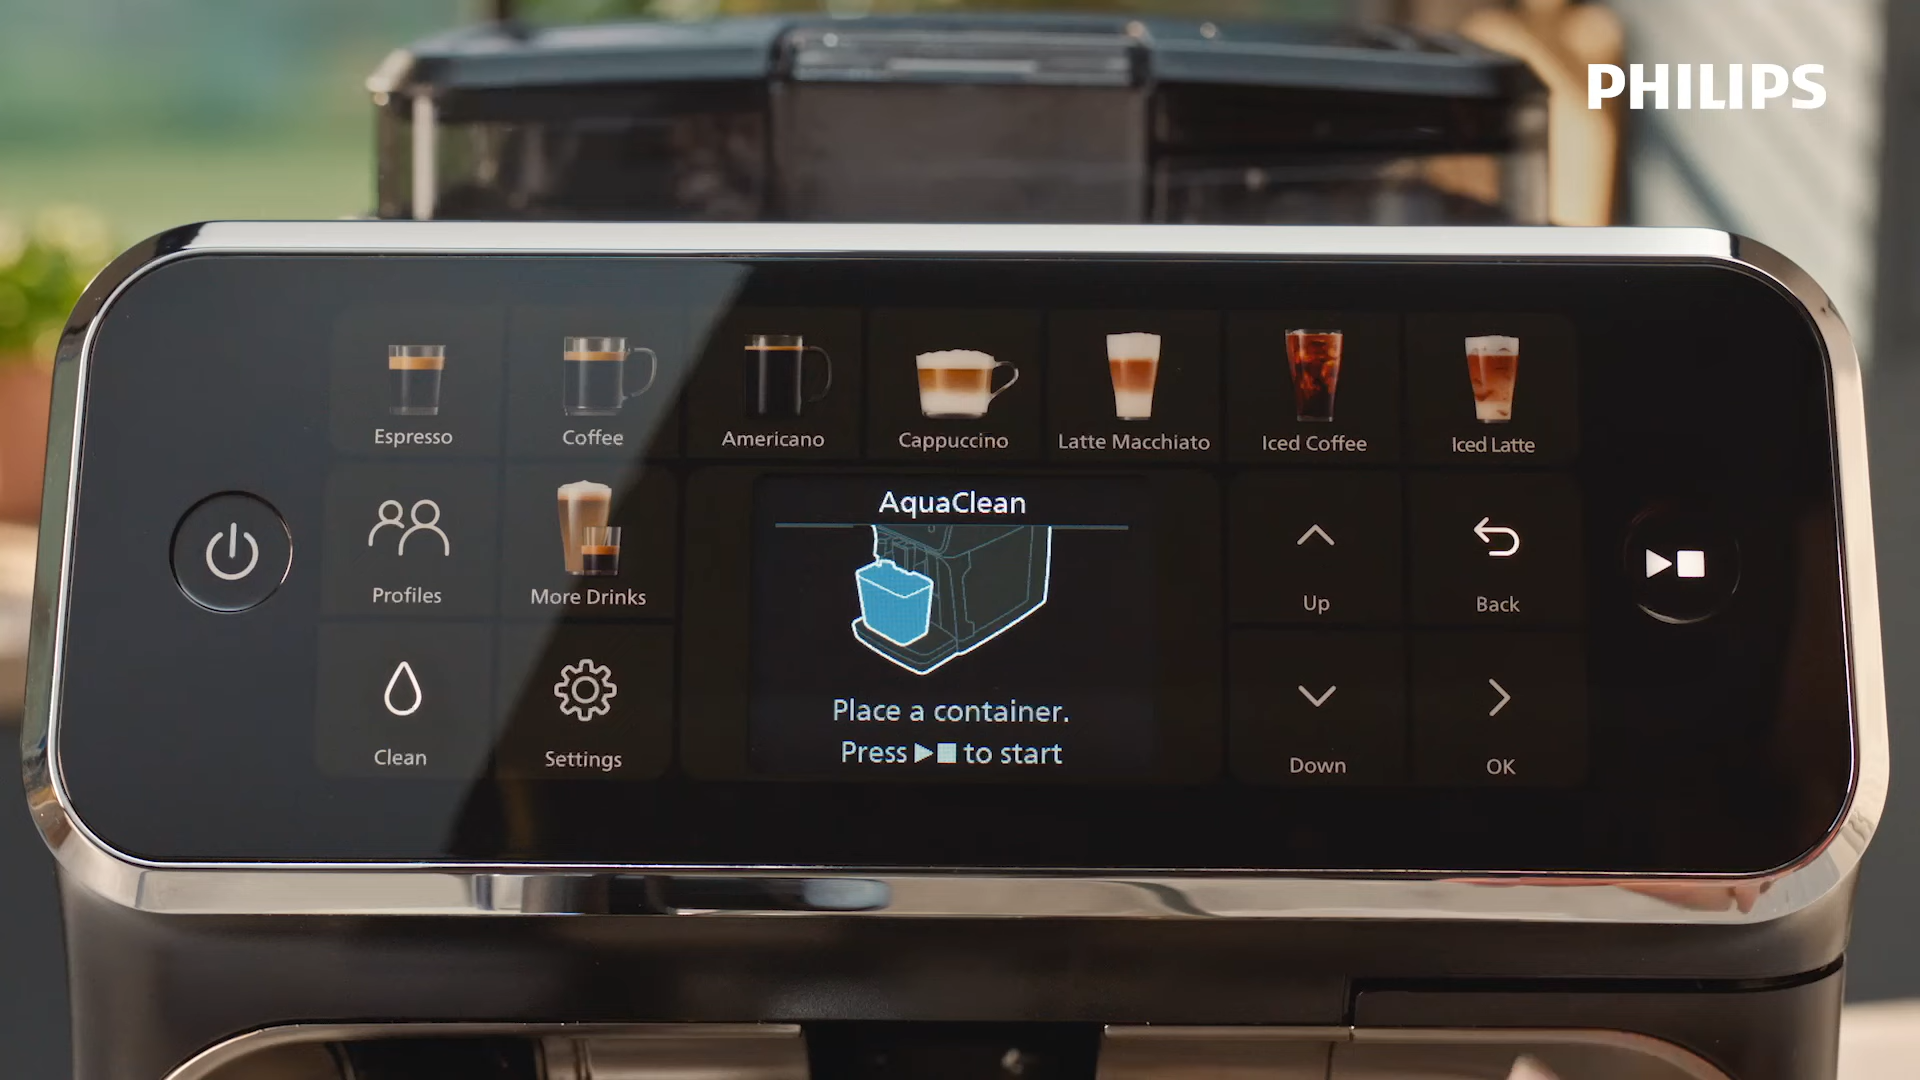 PHILIPS
Espresso
Coffee
Americano
Cappuccino
Latte Macchiato
Iced Coffee
Iced Latte
Profiles
More Drinks
AquaClean
Up
Back
Clean
Settings
Place a container.
Press ▶■ to start
Down
OK